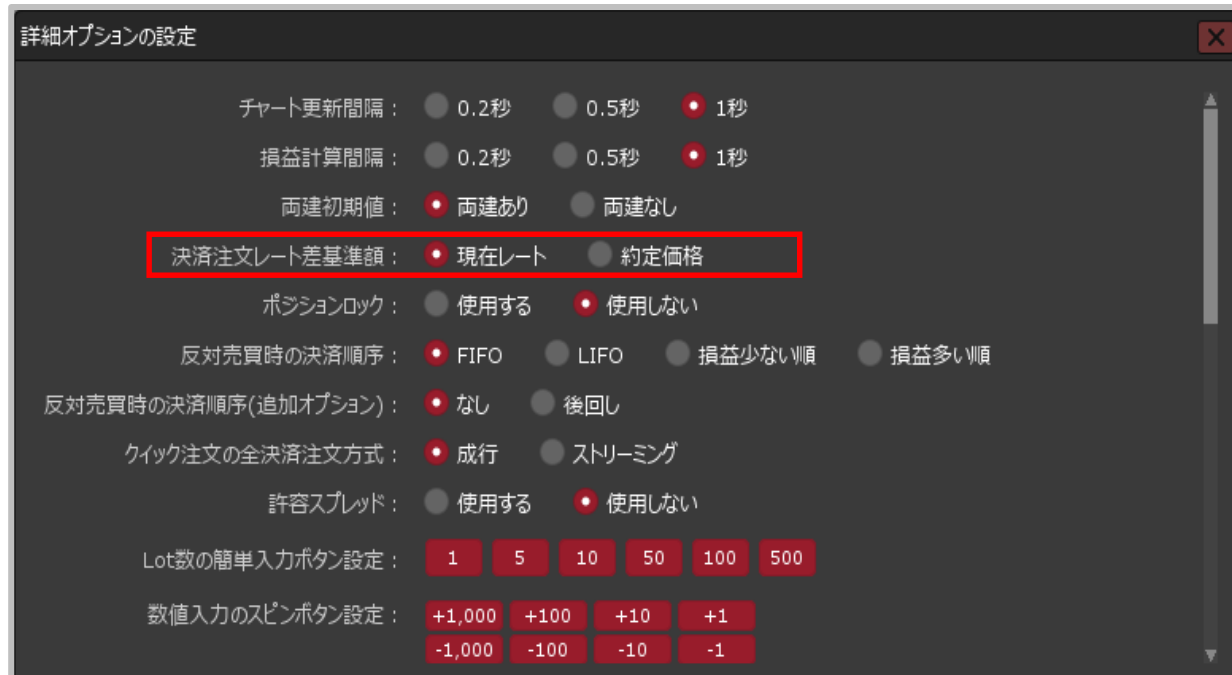 詳細オプションの設定
チャート更新間隔： 0.2秒 0.5秒 1秒
損益計算間隔： 0.2秒 0.5秒 1秒
両建初期値： 両建あり 両建なし
決済注文レート差基準額： 現在レート 約定価格
ポジションロック： 使用する 使用しない
反対売買時の決済順序： FIFO LIFO 損益少ない順 損益多い順
反対売買時の決済順序(追加オプション)： なし 後回し
クイック注文の全決済注文方式： 成行 ストリーミング
許容スプレッド： 使用する 使用しない
Lot数の簡単入力ボタン設定： 1 5 10 50 100 500
数値入力のスピンボタン設定： +1,000 +100 +10 +1
-1,000 -100 -10 -1